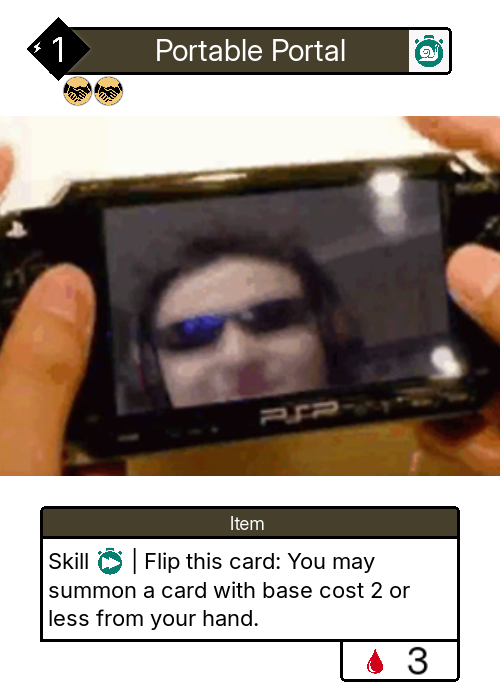 1
Portable Portal
PSP
Item
Skill | Flip this card: You may
summon a card with base cost 2 or
less from your hand.
3